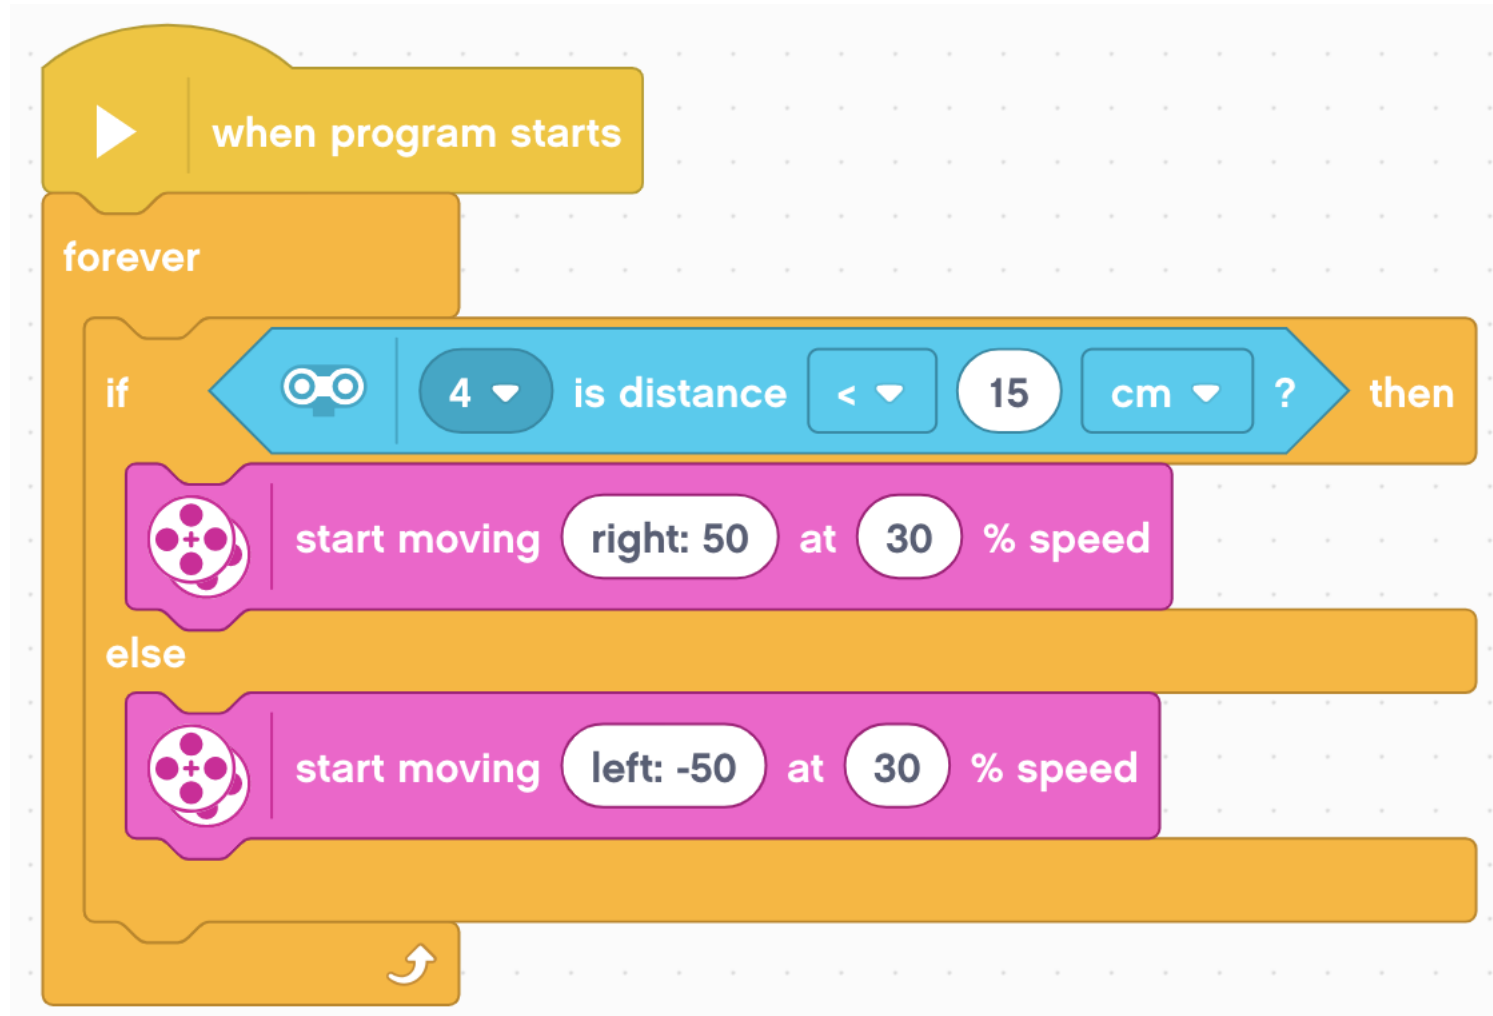 when program starts
forever
if 4 is distance < 15 cm ? then
start moving right: 50 at 30 % speed
else
start moving left: -50 at 30 % speed